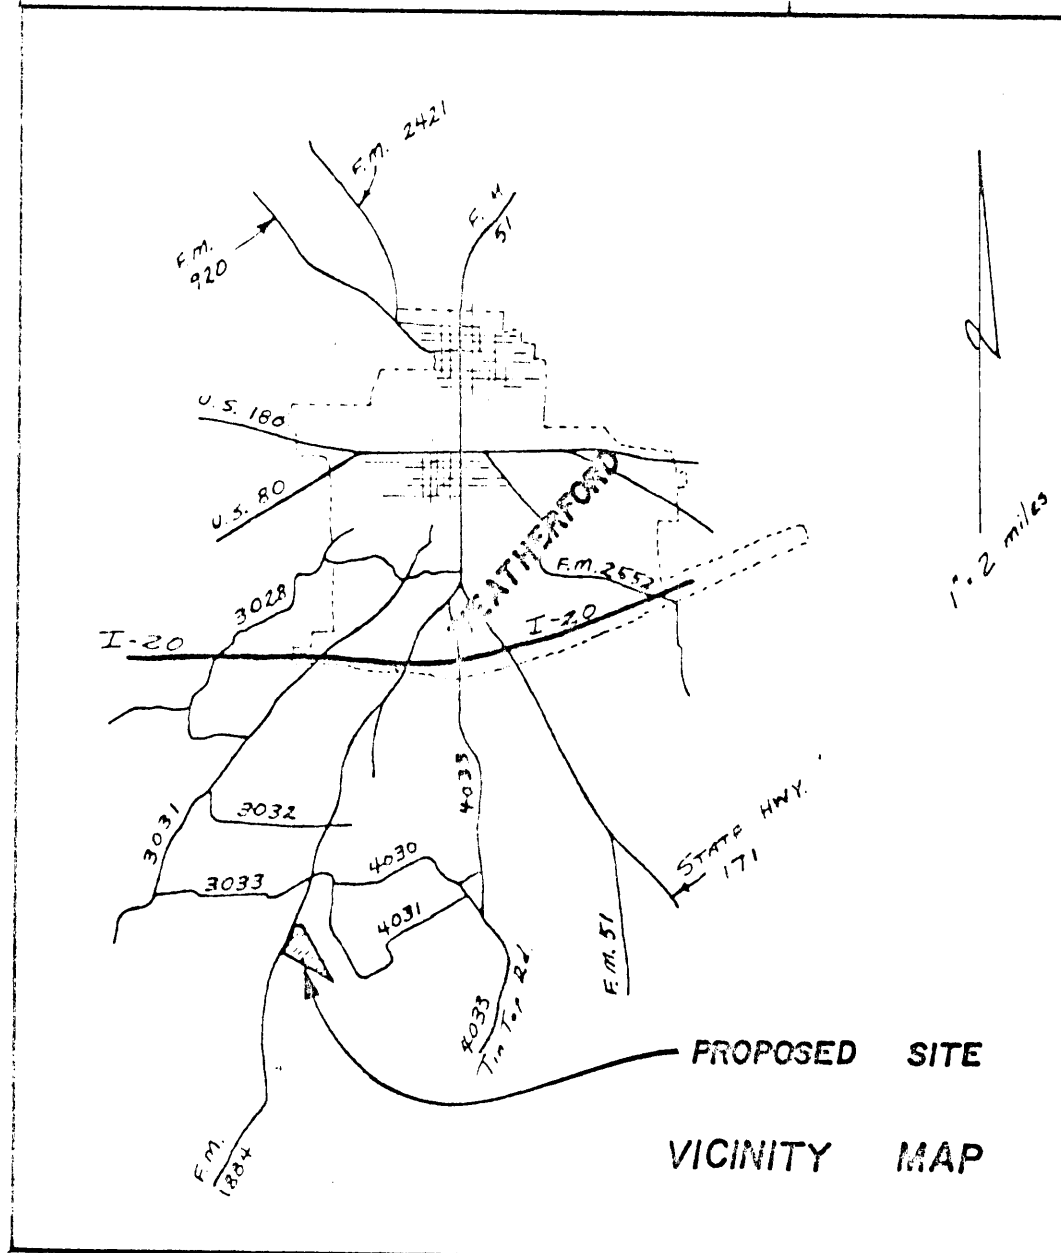 F.M. 2421
F. M
51
F.M.
920
U.S. 180
U.S. 80
WEATHERFORD
F.M. 2552
3028
I-20
I-20
1". 2 miles
4033
3032
3031
STATE HWY.
171
4030
3033
4031
F.M. 51
4033
Tin Top Rd.
PROPOSED SITE
F.M.
1884
VICINITY MAP